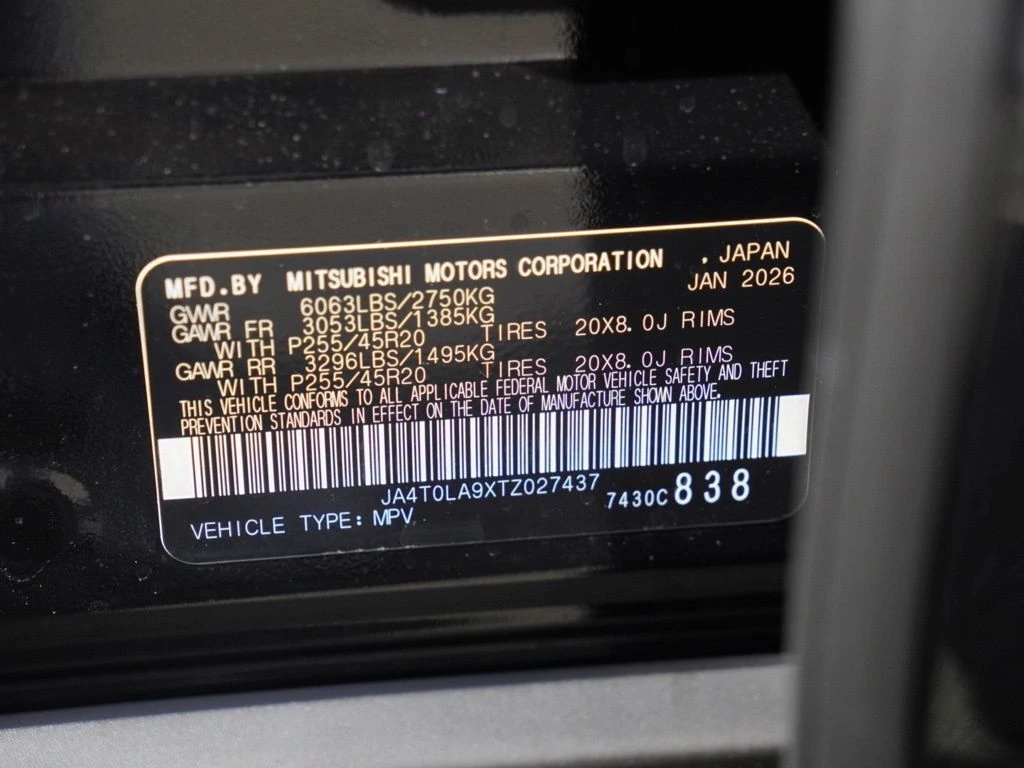 MFD.BY MITSUBISHI MOTORS CORPORATION , JAPAN
JAN 2026
GVWR 6063LBS/2750KG
GAWR FR 3053LBS/1385KG
WITH P255/45R20 TIRES 20X8.0J RIMS
GAWR RR 3296LBS/1495KG
WITH P255/45R20 TIRES 20X8.0J RIMS
THIS VEHICLE CONFORMS TO ALL APPLICABLE FEDERAL MOTOR VEHICLE SAFETY AND THEFT
PREVENTION STANDARDS IN EFFECT ON THE DATE OF MANUFACTURE SHOWN ABOVE.
JA4T0LA9XTZ027437
7430C838
VEHICLE TYPE: MPV